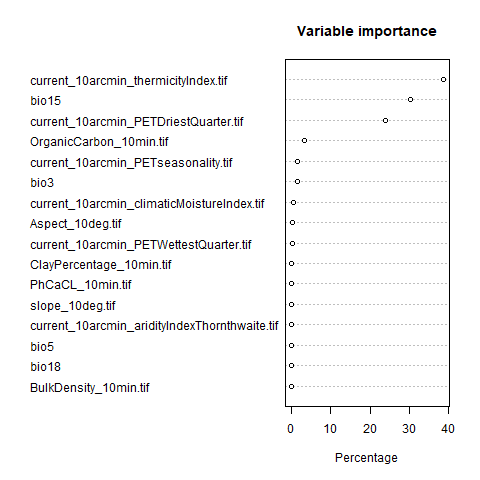 Variable importance
current_10arcmin_thermicityIndex.tif
bio15
current_10arcmin_PETDriestQuarter.tif
OrganicCarbon_10min.tif
current_10arcmin_PETseasonality.tif
bio3
current_10arcmin_climaticMoistureIndex.tif
Aspect_10deg.tif
current_10arcmin_PETWettestQuarter.tif
ClayPercentage_10min.tif
PhCaCL_10min.tif
slope_10deg.tif
current_10arcmin_aridityIndexThornthwaite.tif
bio5
bio18
BulkDensity_10min.tif
0 10 20 30 40
Percentage